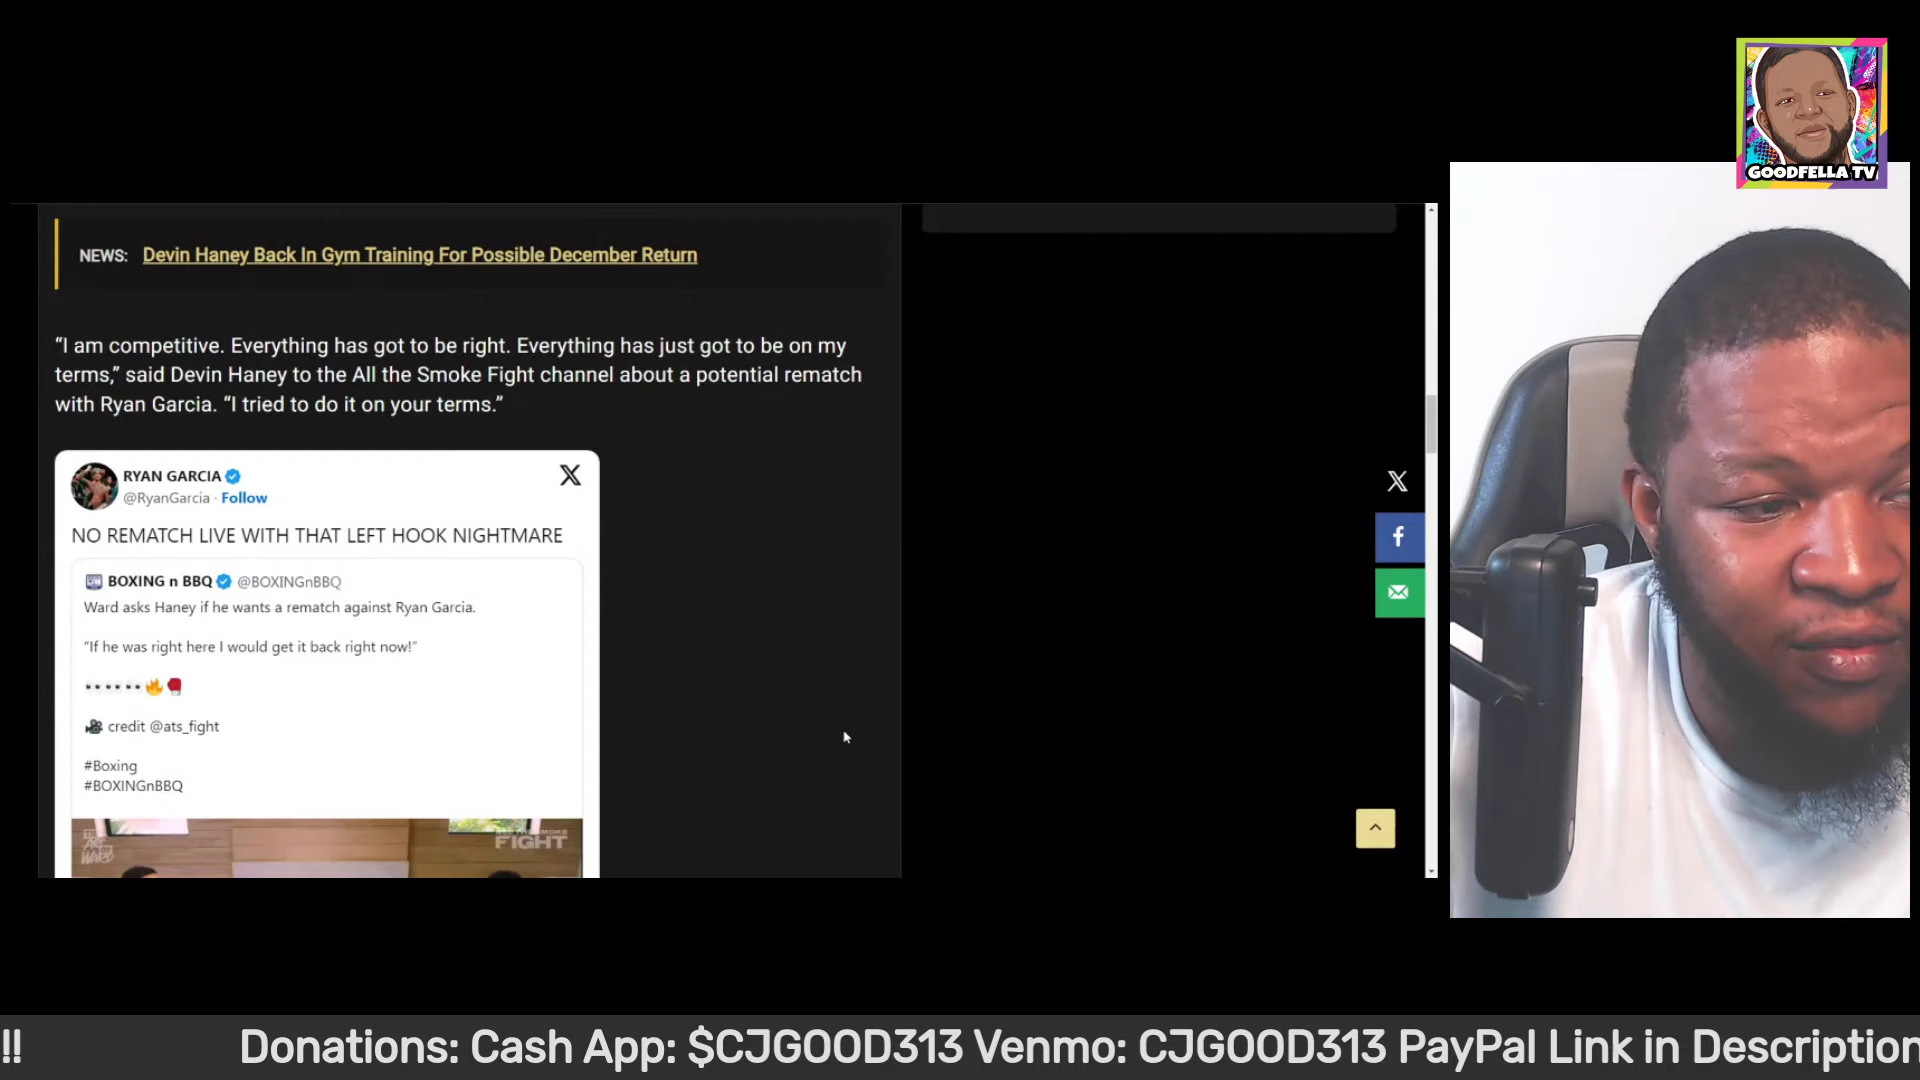 GOODFELLA TV
NEWS: Devin Haney Back In Gym Training For Possible December Return
“I am competitive. Everything has got to be right. Everything has just got to be on my
terms,” said Devin Haney to the All the Smoke Fight channel about a potential rematch
with Ryan Garcia. “I tried to do it on your terms.”
RYAN GARCIA
@RyanGarcia · Follow
NO REMATCH LIVE WITH THAT LEFT HOOK NIGHTMARE
BOXING n BBQ @BOXINGnBBQ
Ward asks Haney if he wants a rematch against Ryan Garcia.
“If he was right here I would get it back right now!”
credit @ats_fight
#Boxing
#BOXINGnBBQ
FIGHT
!! Donations: Cash App: $CJGOOD313 Venmo: CJGOOD313 PayPal Link in Description